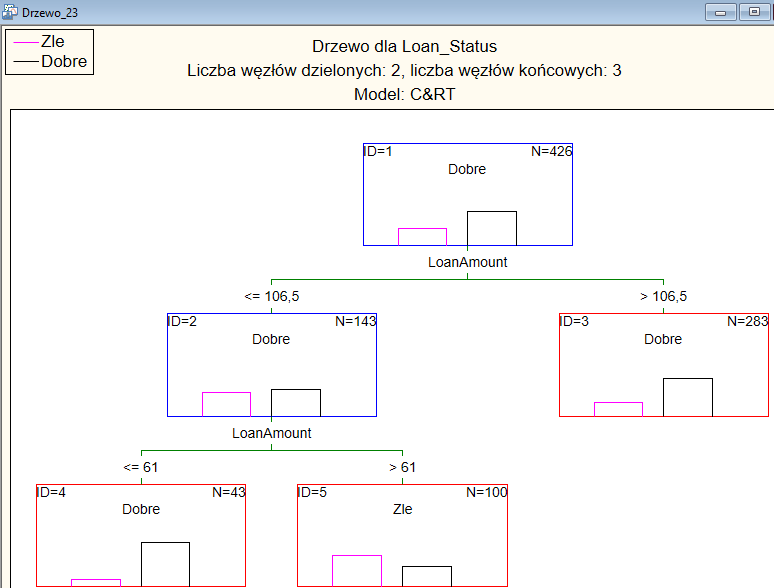 Drzewo_23
Zle
Dobre
Drzewo dla Loan_Status
Liczba węzłów dzielonych: 2, liczba węzłów końcowych: 3
Model: C&RT
ID=1 N=426
Dobre
LoanAmount
<= 106,5 > 106,5
ID=2 N=143 ID=3 N=283
Dobre Dobre
LoanAmount
<= 61 > 61
ID=4 N=43 ID=5 N=100
Dobre Zle